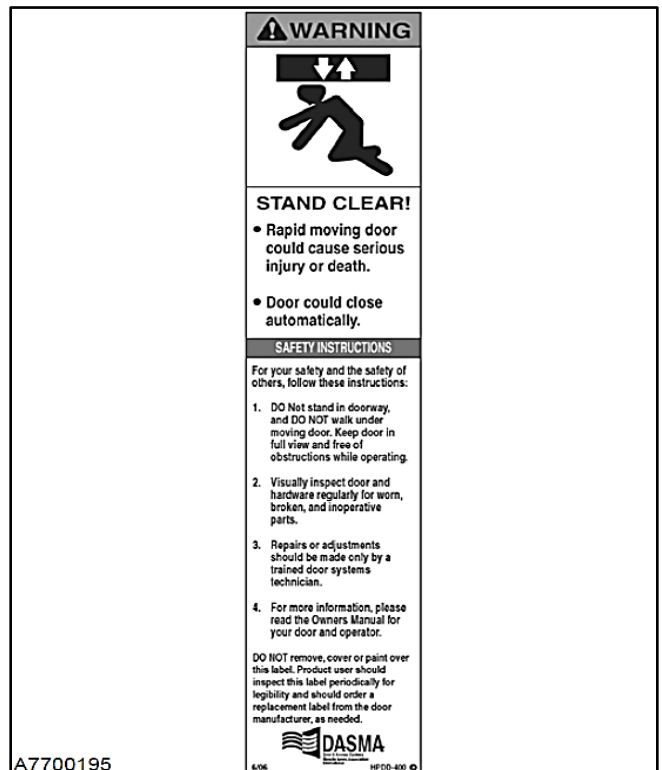 WARNING
STAND CLEAR!
• Rapid moving door
could cause serious
injury or death.
• Door could close
automatically.
SAFETY INSTRUCTIONS
For your safety and the safety of
others, follow these instructions:
1. DO Not stand in doorway,
and DO NOT walk under
moving door. Keep door in
full view and free of
obstructions while operating.
2. Visually inspect door and
hardware regularly for worn,
broken, and inoperative
parts.
3. Repairs or adjustments
should be made only by a
trained door systems
technician.
4. For more information, please
read the Owners Manual for
your door and operator.
DO NOT remove, cover or paint over
this label. Product user should
inspect this label periodically for
legibility and should order a
replacement label from the door
manufacturer, as needed.
DASMA
6/06 HPDD-400
A7700195